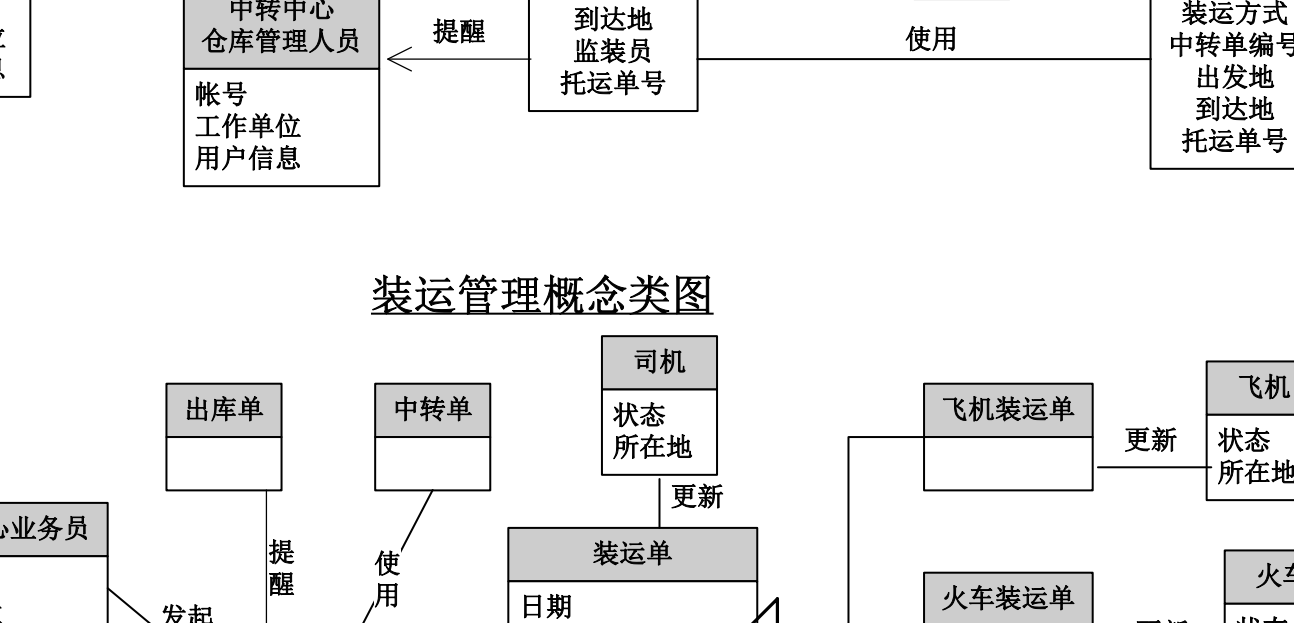 中转中心
仓库管理人员
帐号
工作单位
用户信息
提醒
到达地
监装员
托运单号
使用
装运方式
中转单编号
出发地
到达地
托运单号
装运管理概念类图
司机
状态
所在地
更新
出库单
中转单
飞机装运单
更新
飞机
状态
所在地
业务员
提醒
使用
装运单
日期
发起
火车装运单